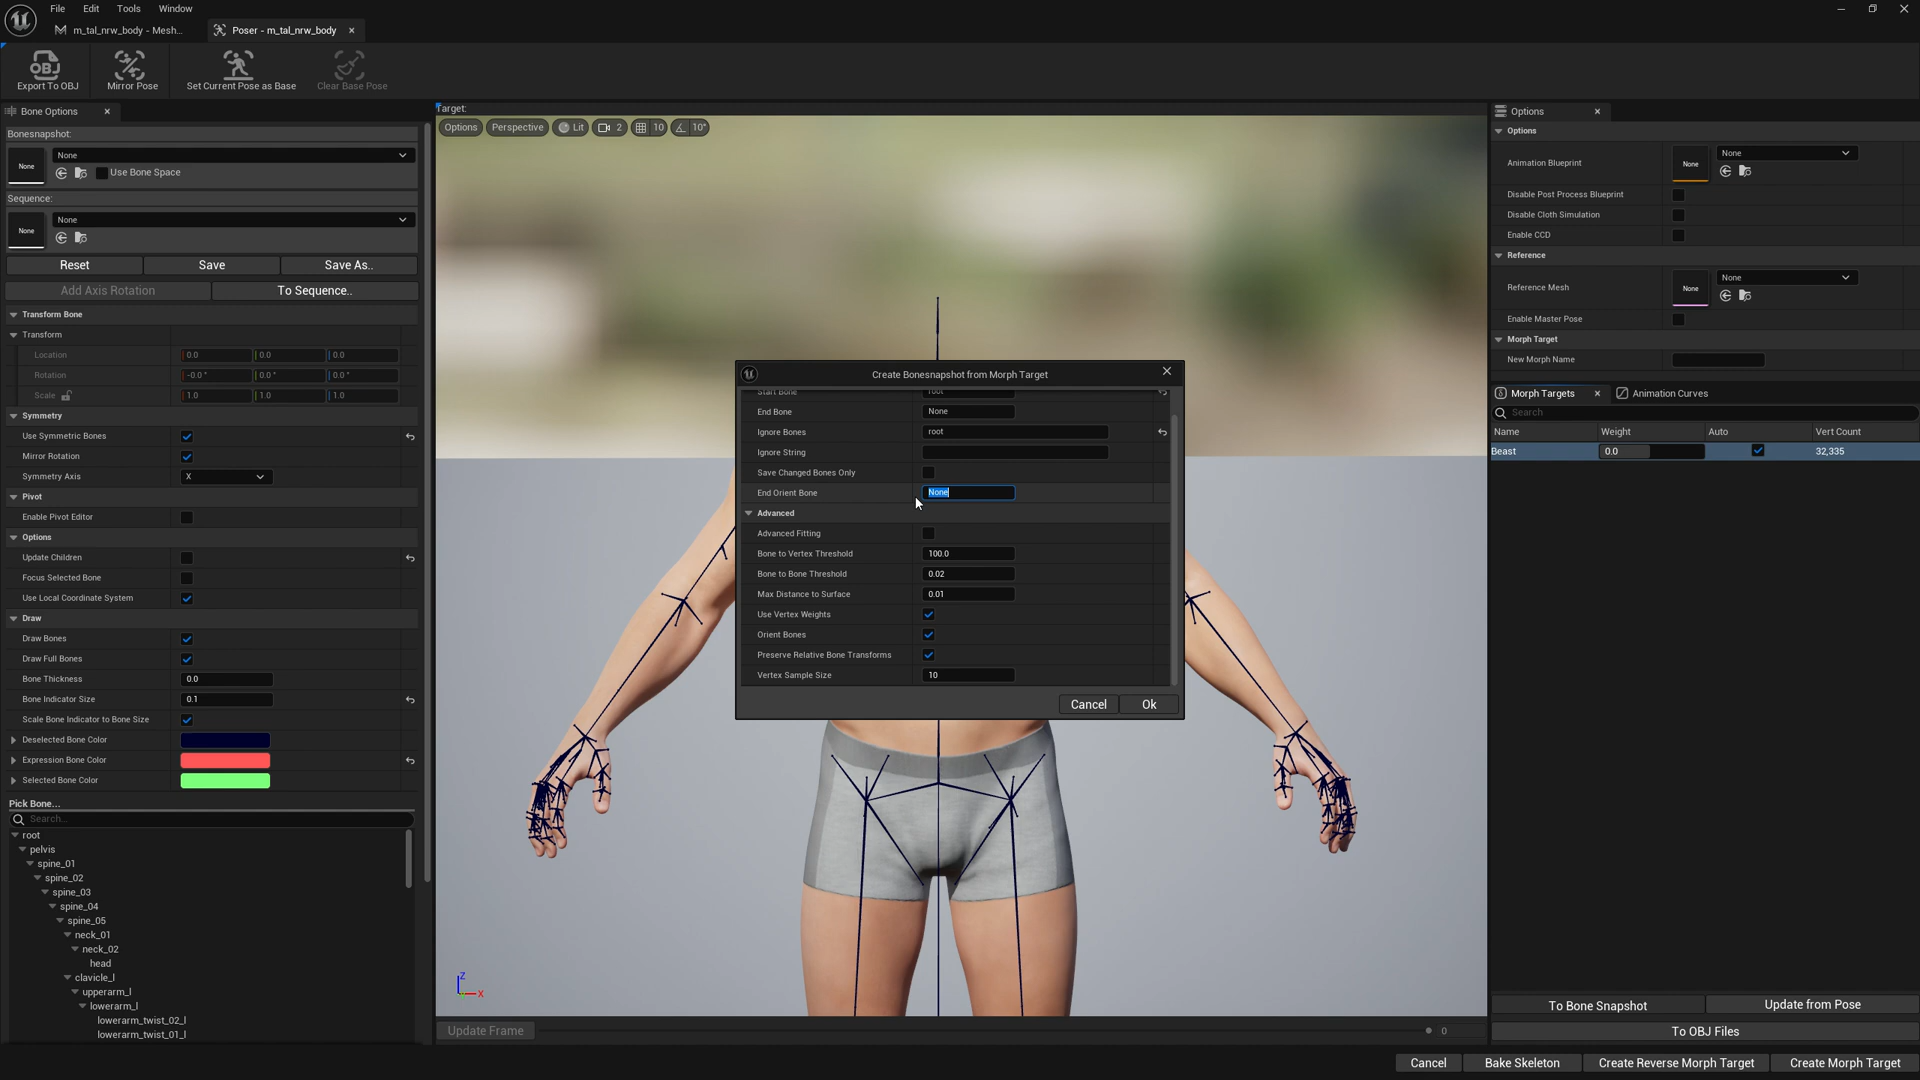 File Edit Tools Window
m_tal_nrw_body - Mesh...
Poser - m_tal_nrw_body
Export To OBJ
Mirror Pose
Set Current Pose as Base
Clear Base Pose
Bone Options
Bonesnapshot:
None
None
Use Bone Space
Sequence:
None
None
Reset
Save
Save As..
Add Axis Rotation
To Sequence..
Transform Bone
Transform
Location 0.0 0.0 0.0
Rotation -0.0 ° 0.0 ° 0.0 °
Scale 1.0 1.0 1.0
Symmetry
Use Symmetric Bones
Mirror Rotation
Symmetry Axis X
Pivot
Enable Pivot Editor
Options
Update Children
Focus Selected Bone
Use Local Coordinate System
Draw
Draw Bones
Draw Full Bones
Bone Thickness 0.0
Bone Indicator Size 0.1
Scale Bone Indicator to Bone Size
Deselected Bone Color
Expression Bone Color
Selected Bone Color
Pick Bone...
Search...
root
pelvis
spine_01
spine_02
spine_03
spine_04
spine_05
neck_01
neck_02
head
clavicle_l
upperarm_l
lowerarm_l
lowerarm_twist_02_l
lowerarm_twist_01_l
Target:
Options Perspective Lit 2 10 10°
Z
X
Update Frame
0
Create Bonesnapshot from Morph Target
Start Bone root
End Bone None
Ignore Bones root
Ignore String
Save Changed Bones Only
End Orient Bone None
Advanced
Advanced Fitting
Bone to Vertex Threshold 100.0
Bone to Bone Threshold 0.02
Max Distance to Surface 0.01
Use Vertex Weights
Orient Bones
Preserve Relative Bone Transforms
Vertex Sample Size 10
Cancel
Ok
Options
Options
Animation Blueprint None None
Disable Post Process Blueprint
Disable Cloth Simulation
Enable CCD
Reference
Reference Mesh None None
Enable Master Pose
Morph Target
New Morph Name
Morph Targets
Animation Curves
Search
Name Weight Auto Vert Count
Beast 0.0 32,335
To Bone Snapshot
Update from Pose
To OBJ Files
Cancel
Bake Skeleton
Create Reverse Morph Target
Create Morph Target